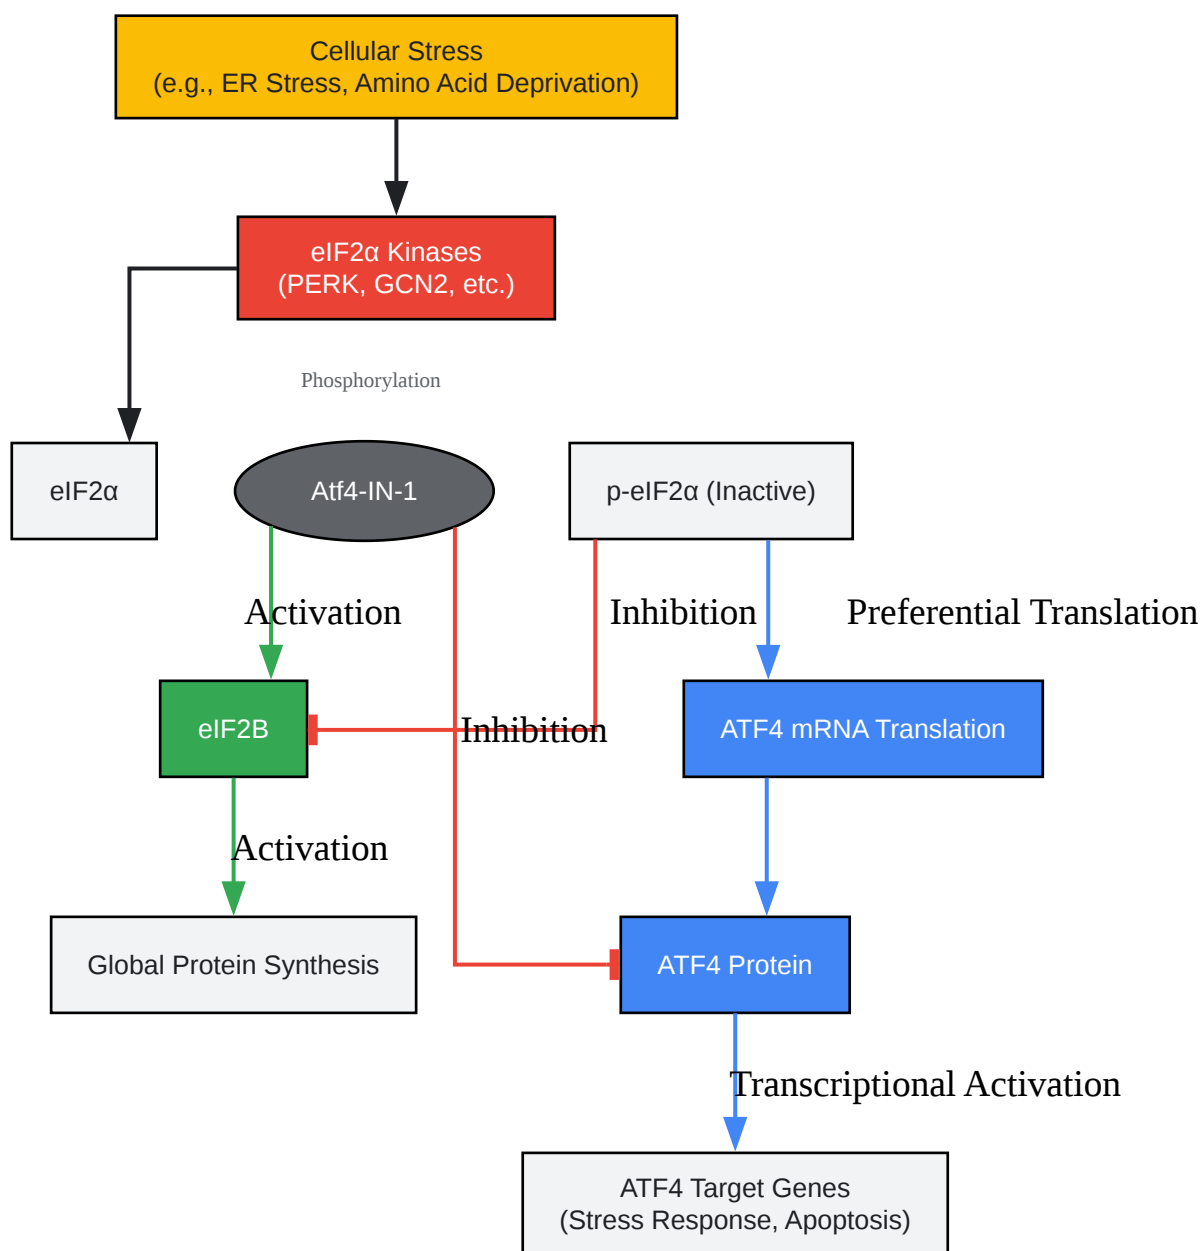 Cellular Stress
(e.g., ER Stress, Amino Acid Deprivation)
eIF2α Kinases
(PERK, GCN2, etc.)
Phosphorylation
eIF2α
Atf4-IN-1
p-eIF2α (Inactive)
Activation
Inhibition
Preferential Translation
eIF2B
Inhibition
ATF4 mRNA Translation
Activation
Global Protein Synthesis
ATF4 Protein
Transcriptional Activation
ATF4 Target Genes
(Stress Response, Apoptosis)